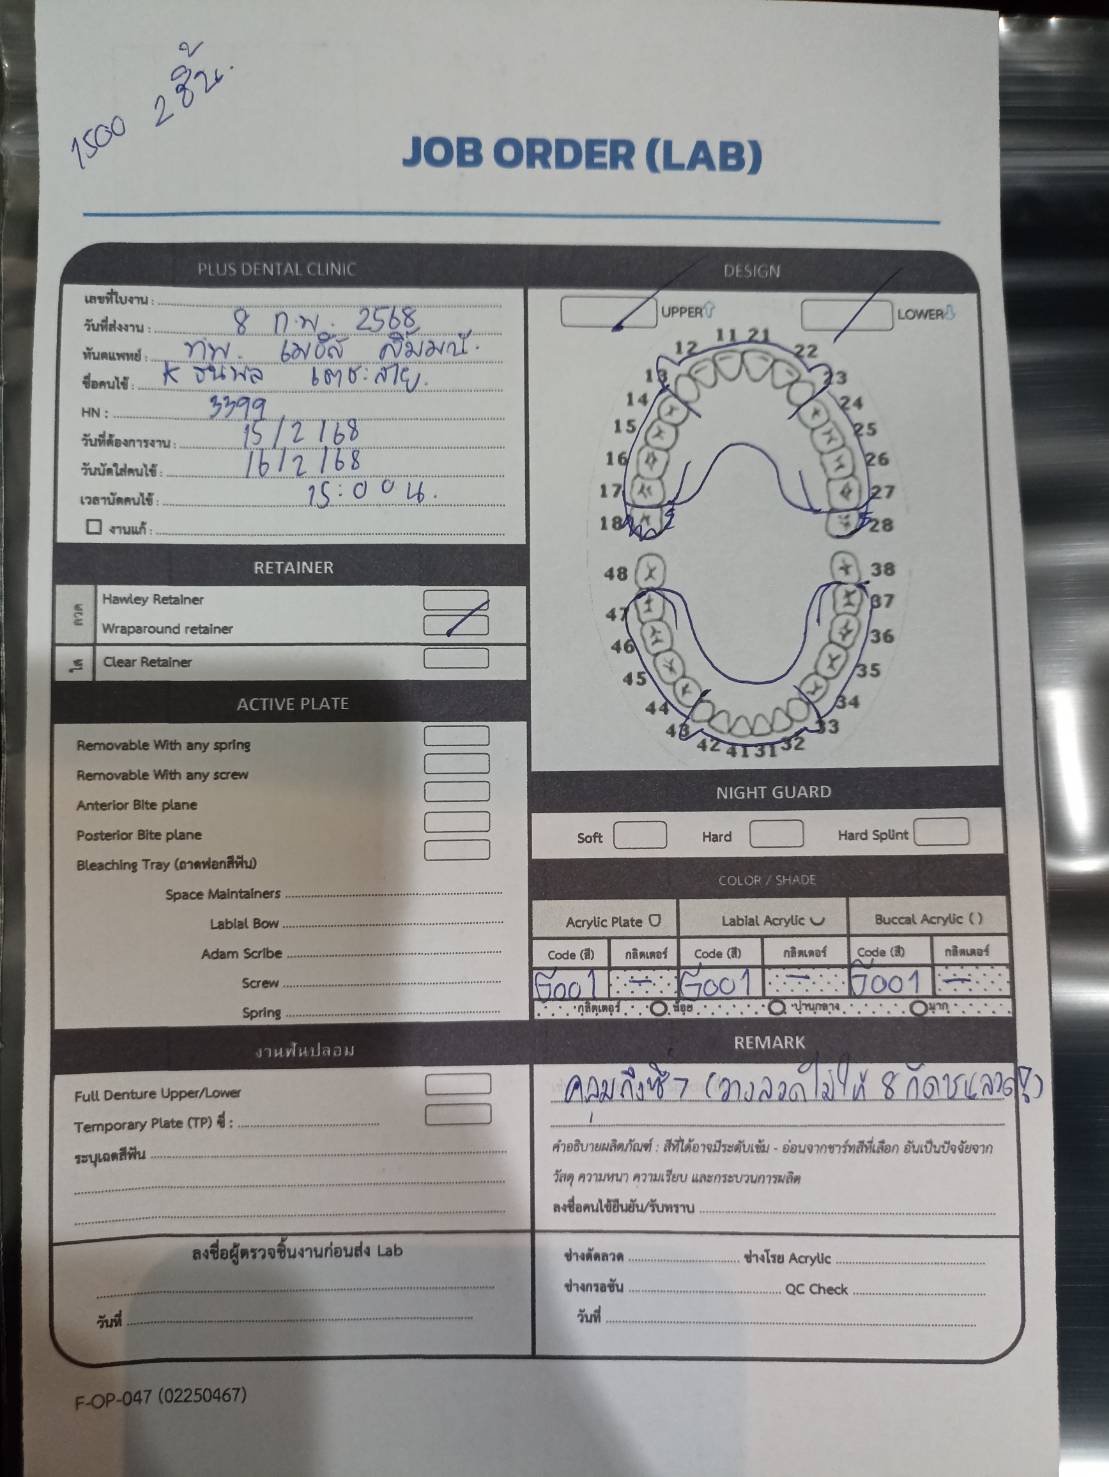 1500 2ชิ้น.
JOB ORDER (LAB)
PLUS DENTAL CLINIC
เลขที่ใบงาน :
วันที่ส่งงาน : 8 ก.พ. 2568
ทันตแพทย์ : ทพ.
ชื่อคนไข้ : K ธนพล
HN : 3399
วันที่ต้องการงาน : 15/2/68
วันนัดใส่คนไข้ : 16/2/68
เวลานัดคนไข้ : 15:00 น.
งานแก้ :
RETAINER
ลวด
Hawley Retainer
Wraparound retainer
ใส
Clear Retainer
ACTIVE PLATE
Removable With any spring
Removable With any screw
Anterior Bite plane
Posterior Bite plane
Bleaching Tray (ถาดฟอกสีฟัน)
Space Maintainers
Labial Bow
Adam Scribe
Screw
Spring
งานฟันปลอม
Full Denture Upper/Lower
Temporary Plate (TP) ซี่ :
ระบุเฉดสีฟัน
ลงชื่อผู้ตรวจชิ้นงานก่อนส่ง Lab
วันที่
DESIGN
UPPER LOWER
11 21
12 22
13 23
14 24
15 25
16 26
17 27
18 28
48 38
47 37
46 36
45 35
44 34
43 33
42 41 31 32
NIGHT GUARD
Soft Hard Hard Splint
COLOR / SHADE
Acrylic Plate Labial Acrylic Buccal Acrylic ( )
Code (สี) กลิตเตอร์ Code (สี) กลิตเตอร์ Code (สี) กลิตเตอร์
G001 – G001 – G001 –
กลิตเตอร์ น้อย ปานกลาง มาก
REMARK
คลุมถึงซี่ 7 (วางลวดไม่ให้ 8
คำอธิบายผลิตภัณฑ์ : สีที่ได้อาจมีระดับเข้ม - อ่อนจากชาร์ทสีที่เลือก อันเป็นปัจจัยจาก
วัสดุ ความหนา ความเรียบ และกระบวนการผลิต
ลงชื่อคนไข้ยืนยัน/รับทราบ
ช่างดัดลวด ช่างโรย Acrylic
ช่างกรอขัน QC Check
วันที่
F-OP-047 (02250467)